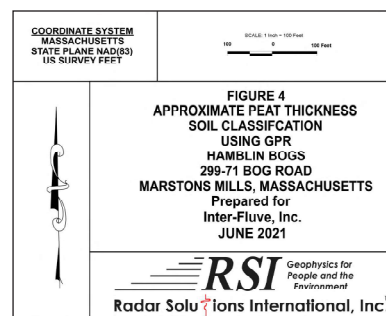 COORDINATE SYSTEM
MASSACHUSETTS
STATE PLANE NAD(83)
US SURVEY FEET
SCALE, 1 Inch = 100 Feet
100 0 100 Feet
FIGURE 4
APPROXIMATE PEAT THICKNESS
SOIL CLASSIFCATION
USING GPR
HAMBLIN BOGS
299-71 BOG ROAD
MARSTONS MILLS, MASSACHUSETTS
Prepared for
Inter-Fluve, Inc.
JUNE 2021
RSI
Geophysics for
People and the
Environment
Radar Solutions International, Inc